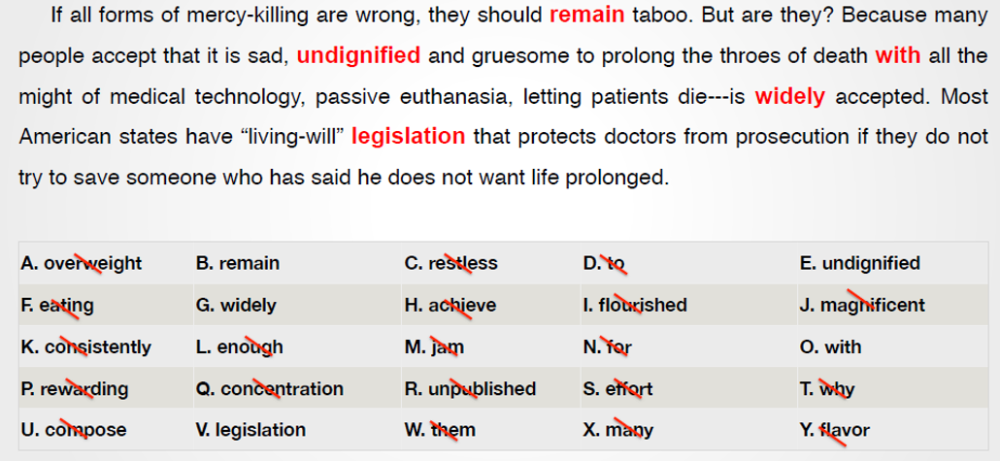 If all forms of mercy-killing are wrong, they should remain taboo. But are they? Because many
people accept that it is sad, undignified and gruesome to prolong the throes of death with all the
might of medical technology, passive euthanasia, letting patients die---is widely accepted. Most
American states have “living-will” legislation that protects doctors from prosecution if they do not
try to save someone who has said he does not want life prolonged.
A. overweight B. remain C. restless D. to E. undignified
F. eating G. widely H. achieve I. flourished J. magnificent
K. consistently L. enough M. jam N. for O. with
P. rewarding Q. concentration R. unpublished S. effort T. why
U. compose V. legislation W. them X. many Y. flavor